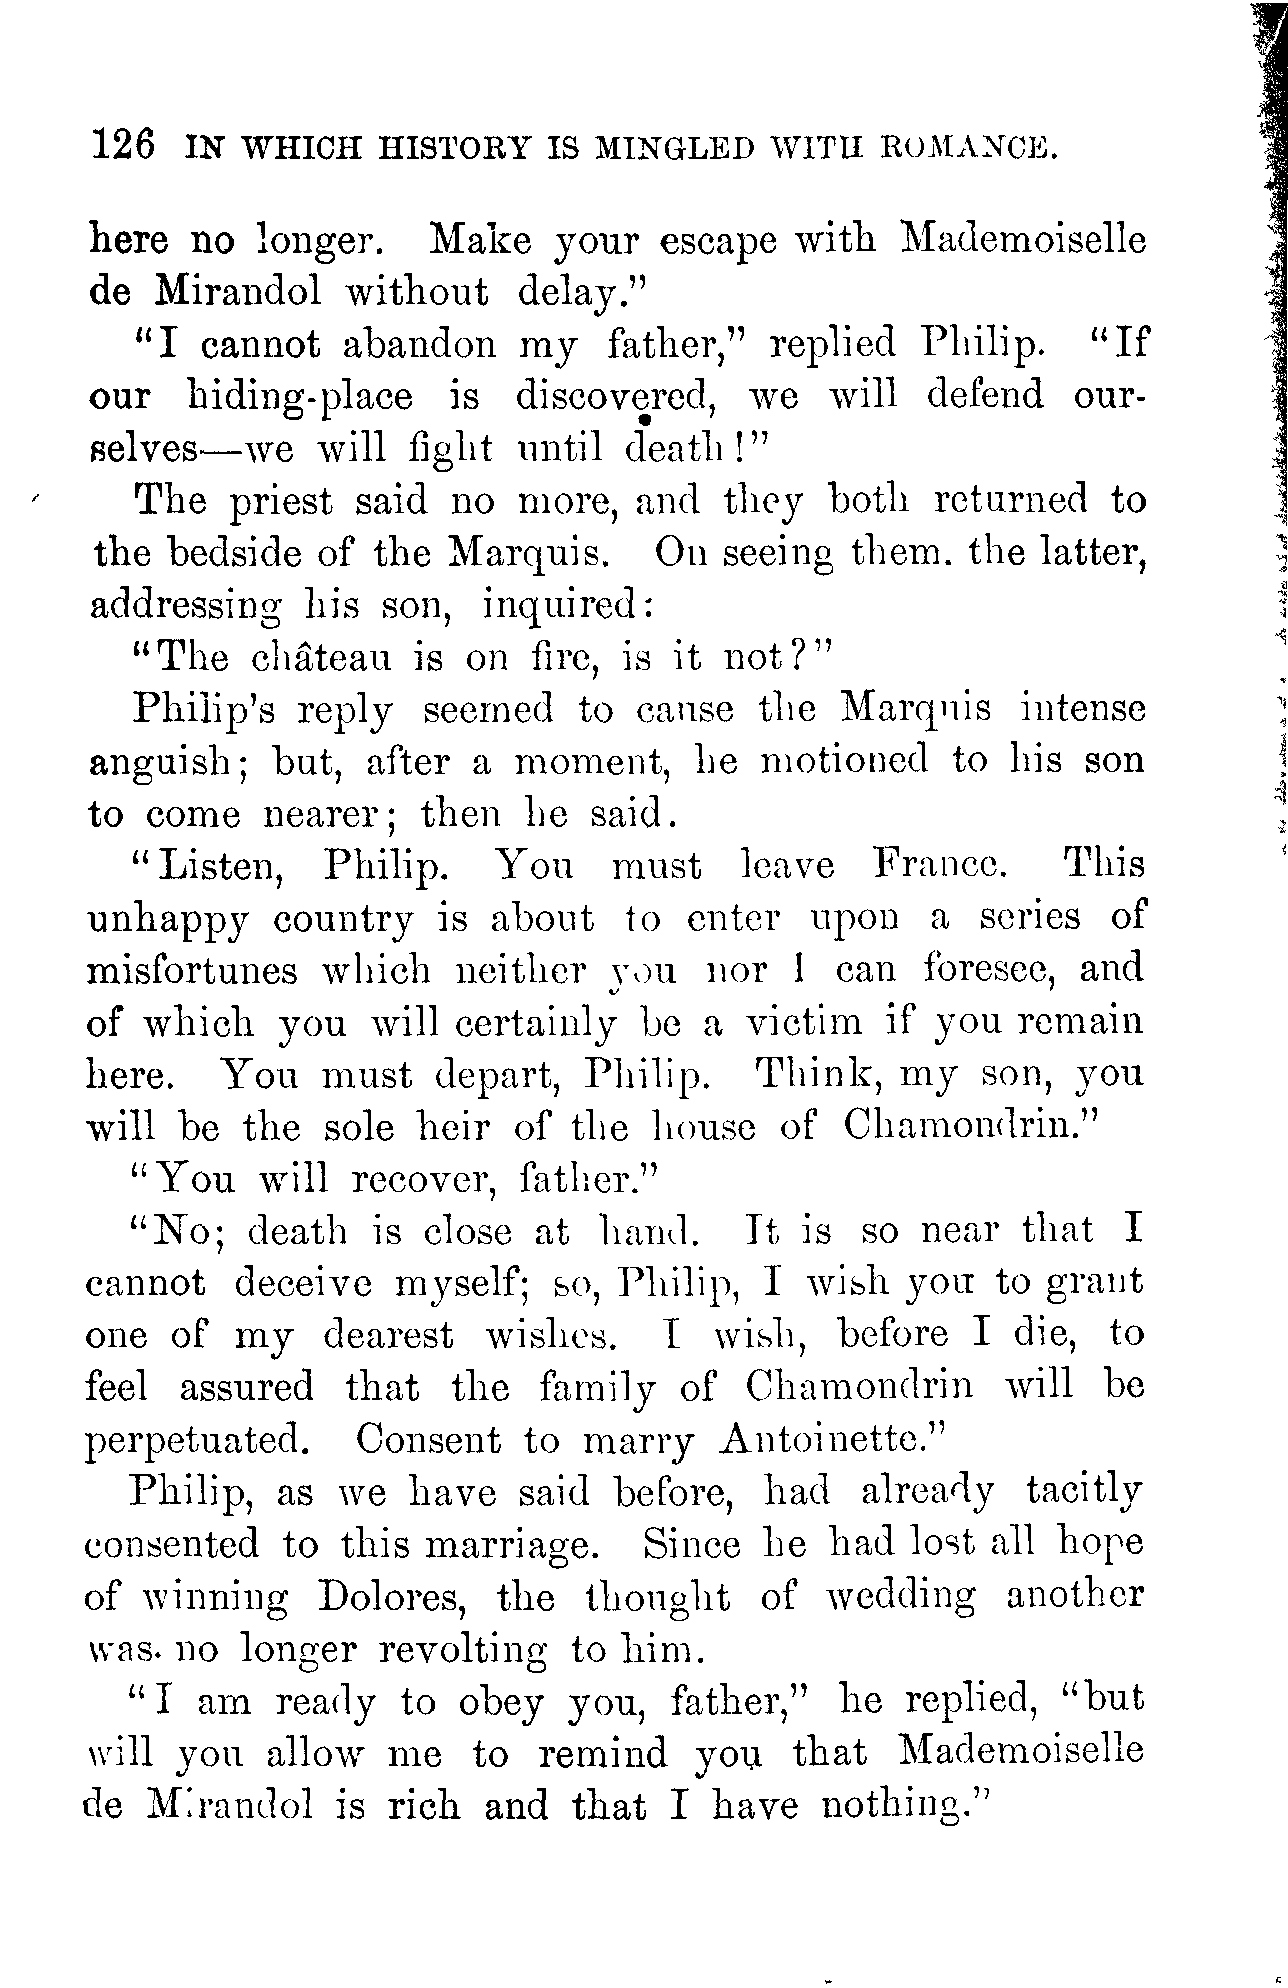 126 IN WHICH HISTORY IS MINGLED WITH ROMANCE.
here no longer. Make your escape with Mademoiselle
de Mirandol without delay."
"I cannot abandon my father," replied Philip. "If
our hiding-place is discovered, we will defend our-
selves—we will fight until death!"
The priest said no more, and they both returned to
the bedside of the Marquis. On seeing them. the latter,
addressing his son, inquired:
"The château is on fire, is it not?"
Philip's reply seemed to cause the Marquis intense
anguish; but, after a moment, he motioned to his son
to come nearer; then he said.
"Listen, Philip. You must leave France. This
unhappy country is about to enter upon a series of
misfortunes which neither you nor I can foresee, and
of which you will certainly be a victim if you remain
here. You must depart, Philip. Think, my son, you
will be the sole heir of the house of Chamondrin."
"You will recover, father."
"No; death is close at hand. It is so near that I
cannot deceive myself; so, Philip, I wish you to grant
one of my dearest wishes. I wish, before I die, to
feel assured that the family of Chamondrin will be
perpetuated. Consent to marry Antoinette."
Philip, as we have said before, had already tacitly
consented to this marriage. Since he had lost all hope
of winning Dolores, the thought of wedding another
was. no longer revolting to him.
"I am ready to obey you, father," he replied, "but
will you allow me to remind you that Mademoiselle
de Mirandol is rich and that I have nothing."